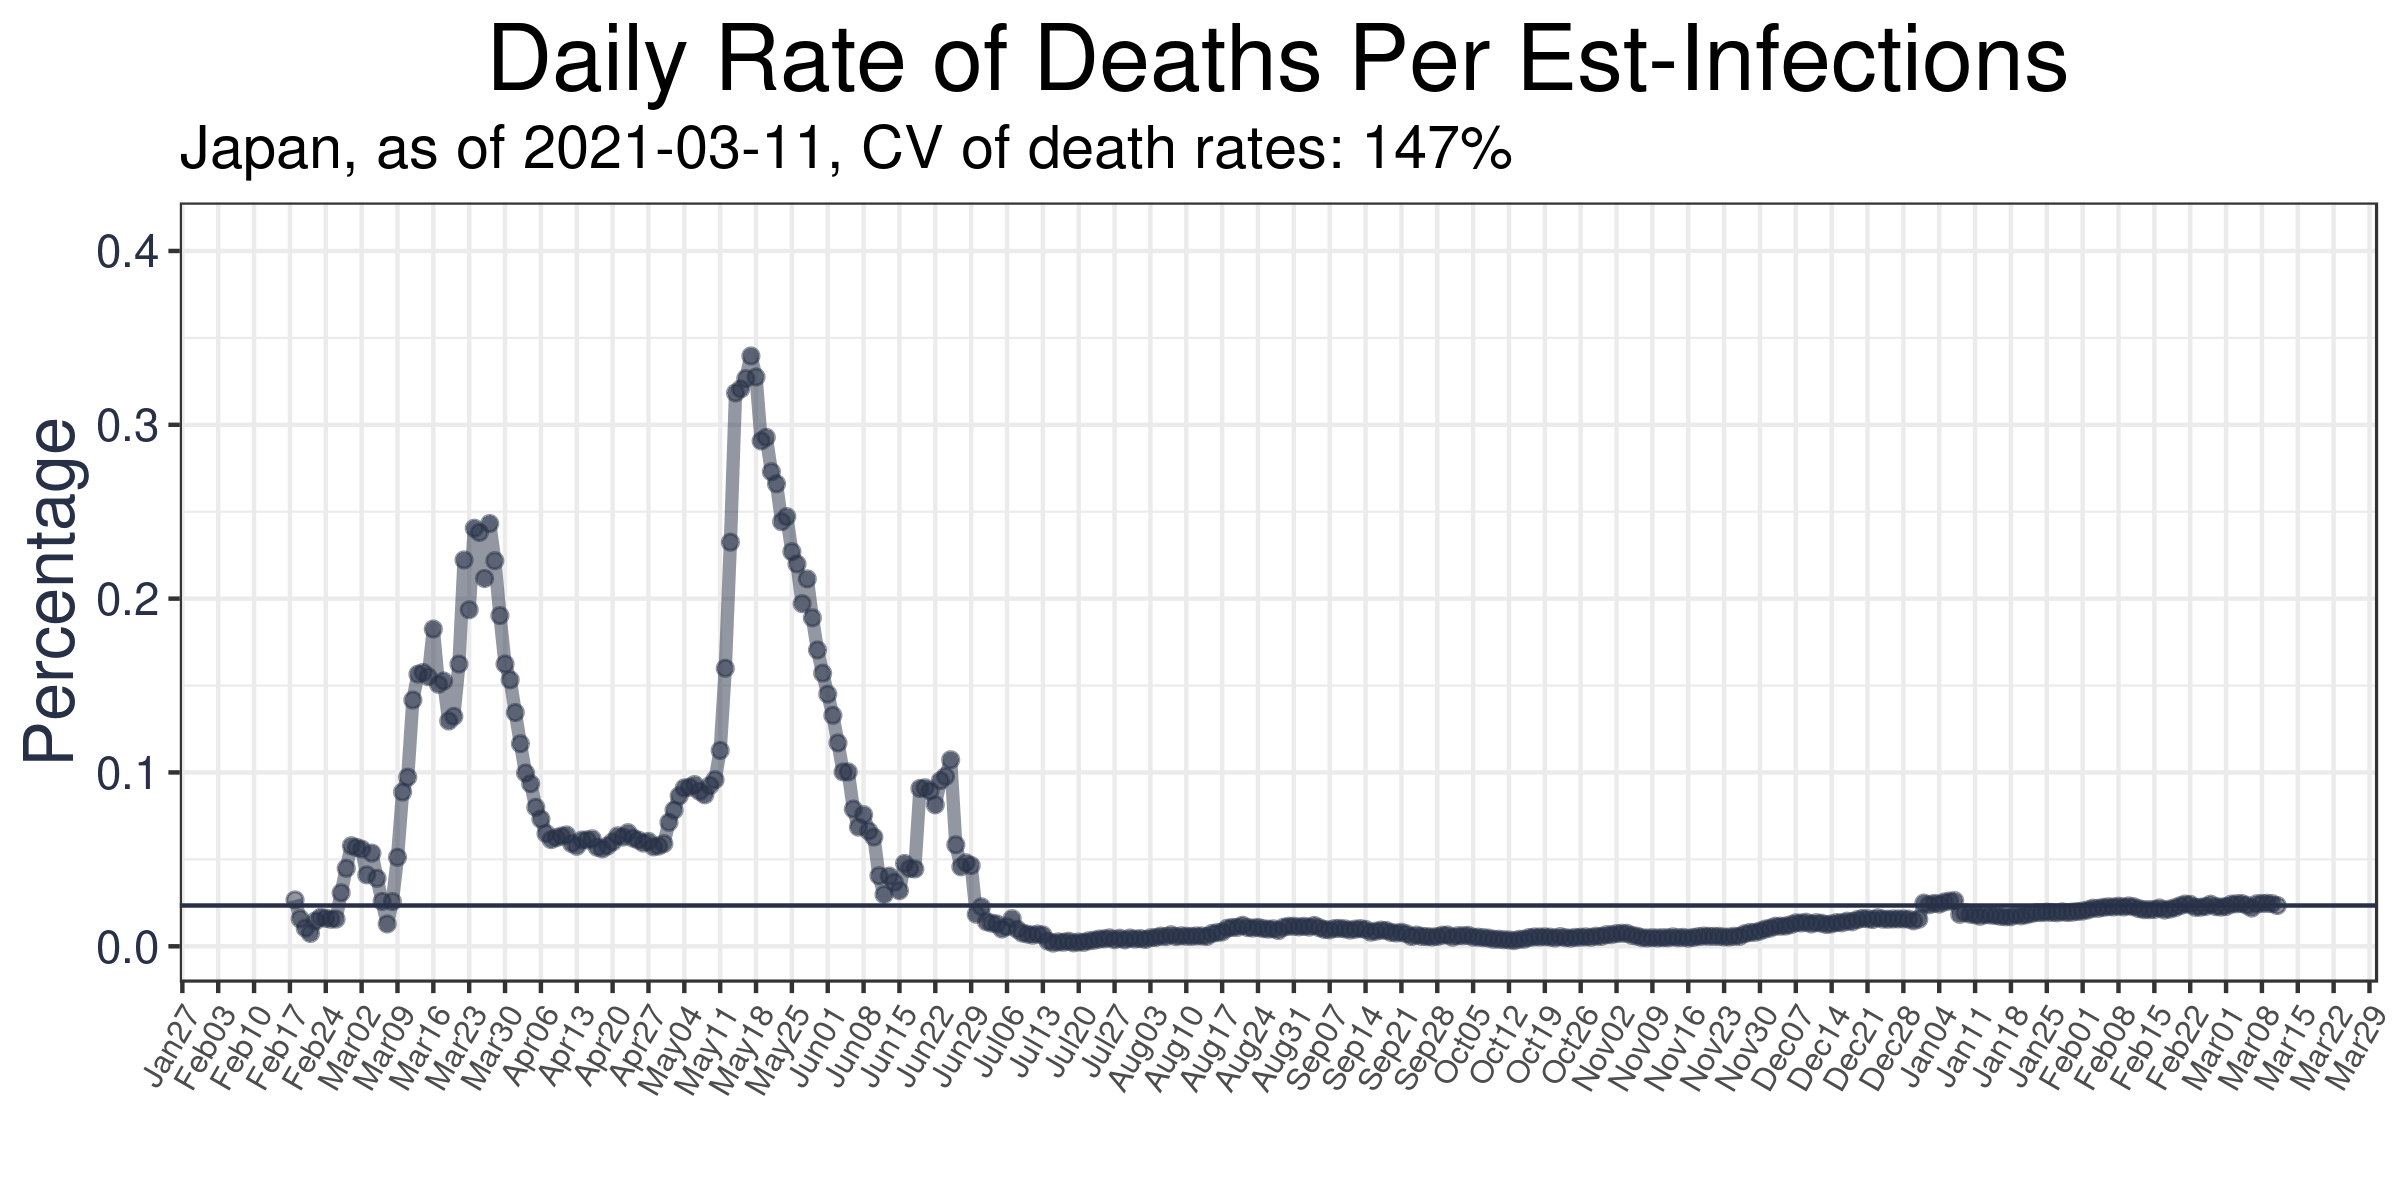 Daily Rate of Deaths Per Est-Infections
Japan, as of 2021-03-11, CV of death rates: 147%
Percentage
0.4
0.3
0.2
0.1
0.0
Jan27
Feb03
Feb10
Feb17
Feb24
Mar02
Mar09
Mar16
Mar23
Mar30
Apr06
Apr13
Apr20
Apr27
May04
May11
May18
May25
Jun01
Jun08
Jun15
Jun22
Jun29
Jul06
Jul13
Jul20
Jul27
Aug03
Aug10
Aug17
Aug24
Aug31
Sep07
Sep14
Sep21
Sep28
Oct05
Oct12
Oct19
Oct26
Nov02
Nov09
Nov16
Nov23
Nov30
Dec07
Dec14
Dec21
Dec28
Jan04
Jan11
Jan18
Jan25
Feb01
Feb08
Feb15
Feb22
Mar01
Mar08
Mar15
Mar22
Mar29